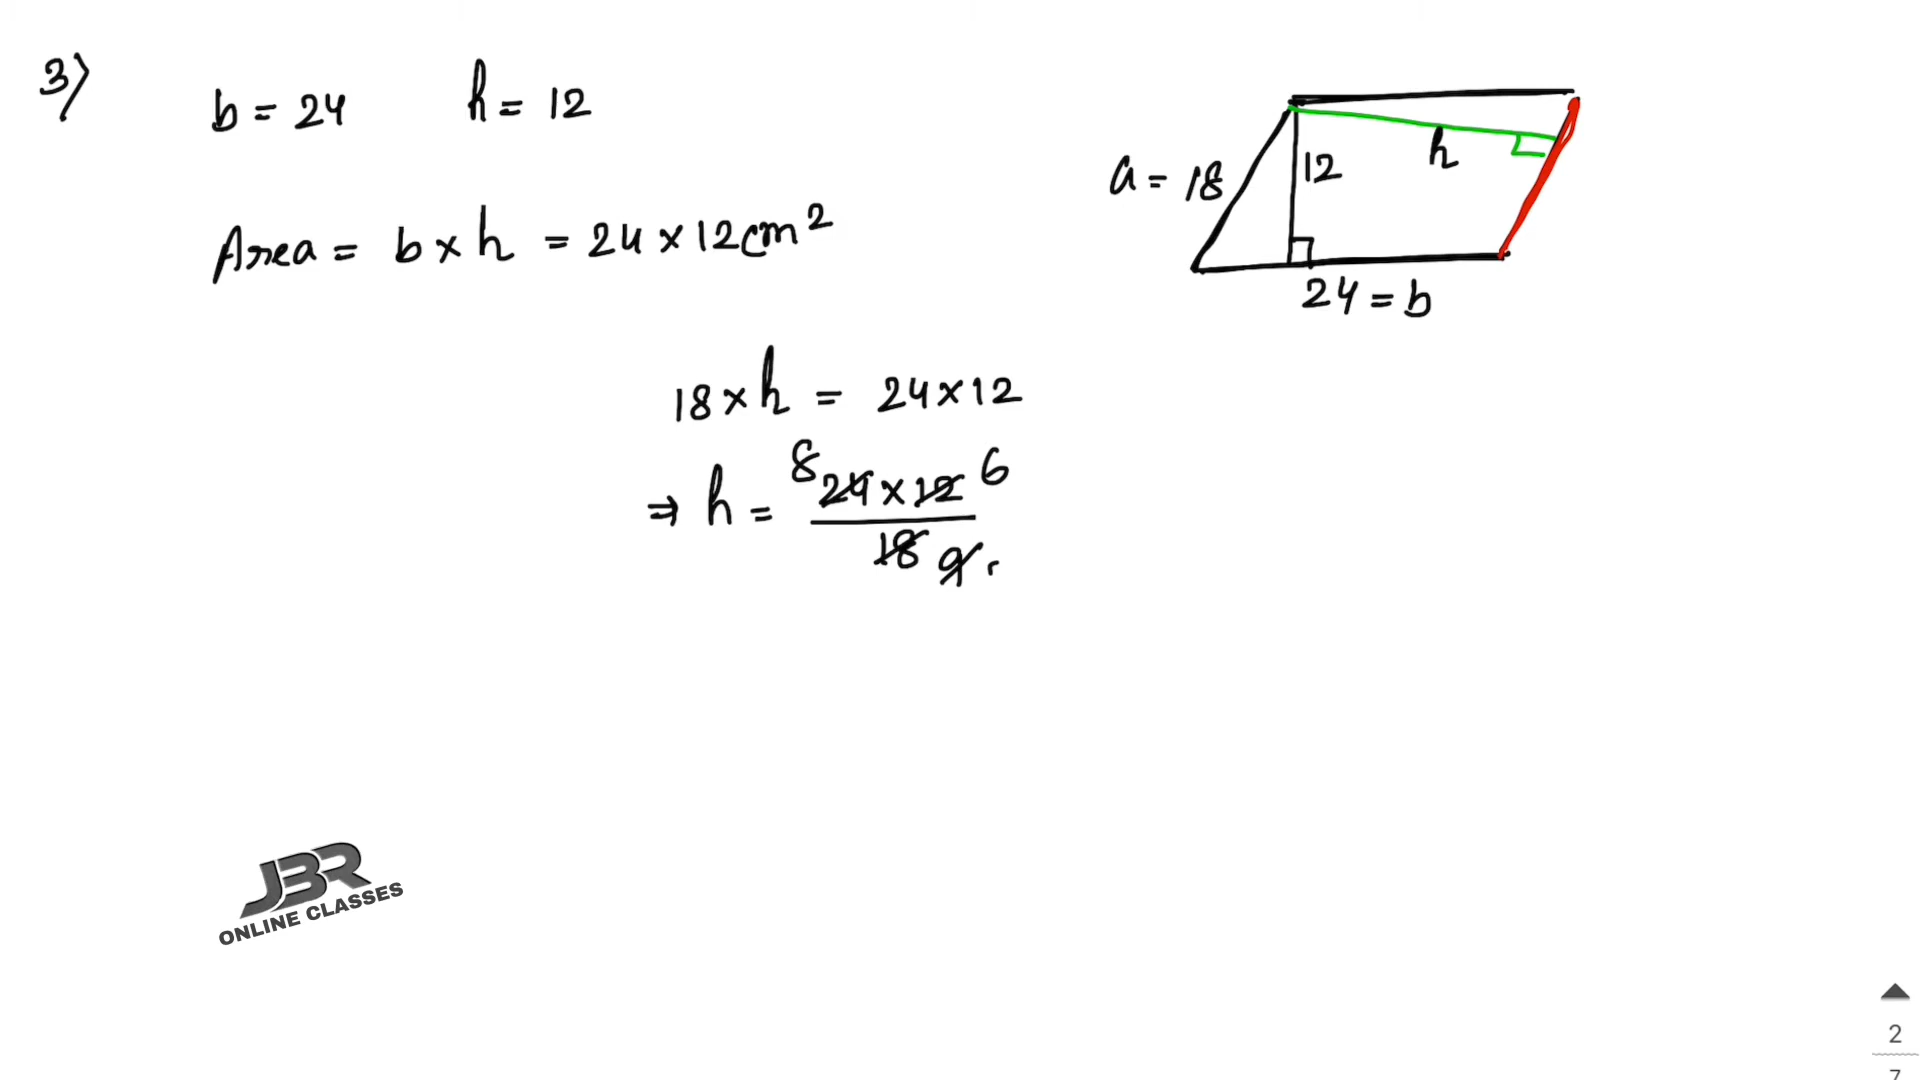 3)
b = 24    h = 12
Area = b × h = 24 × 12 cm²
a = 18
12
h
24 = b
18 × h = 24 × 12
⇒ h = 8 24 × 12 6
18 9
JBR
ONLINE CLASSES
2
7